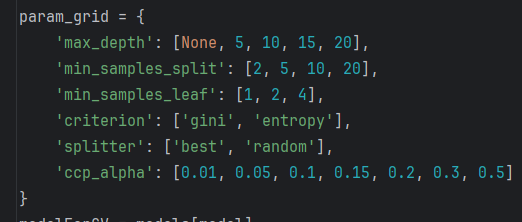 param_grid = {
    'max_depth': [None, 5, 10, 15, 20],
    'min_samples_split': [2, 5, 10, 20],
    'min_samples_leaf': [1, 2, 4],
    'criterion': ['gini', 'entropy'],
    'splitter': ['best', 'random'],
    'ccp_alpha': [0.01, 0.05, 0.1, 0.15, 0.2, 0.3, 0.5]
}